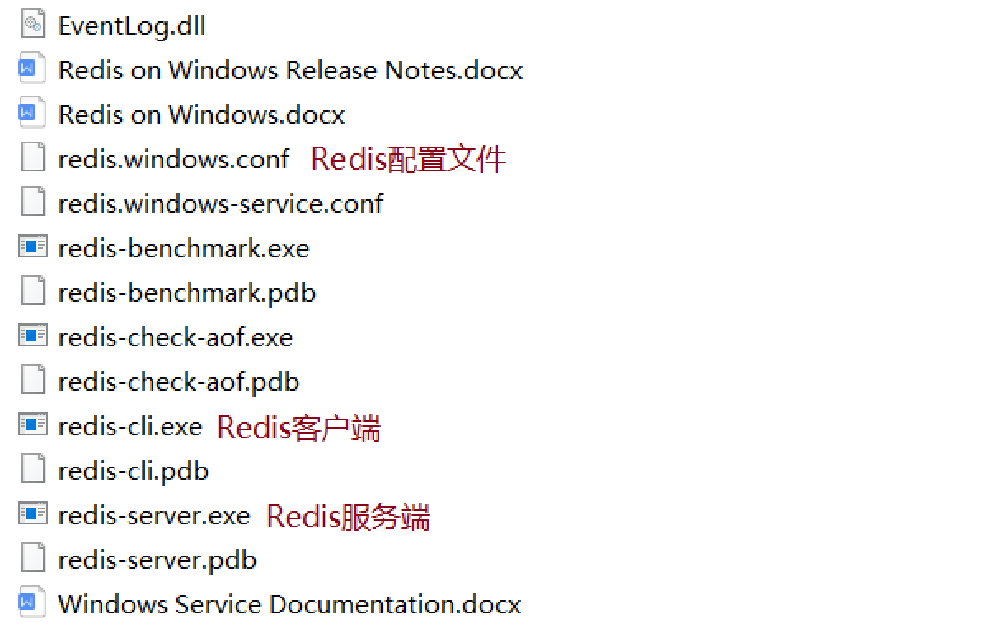 EventLog.dll
Redis on Windows Release Notes.docx
Redis on Windows.docx
redis.windows.conf Redis配置文件
redis.windows-service.conf
redis-benchmark.exe
redis-benchmark.pdb
redis-check-aof.exe
redis-check-aof.pdb
redis-cli.exe Redis客户端
redis-cli.pdb
redis-server.exe Redis服务端
redis-server.pdb
Windows Service Documentation.docx